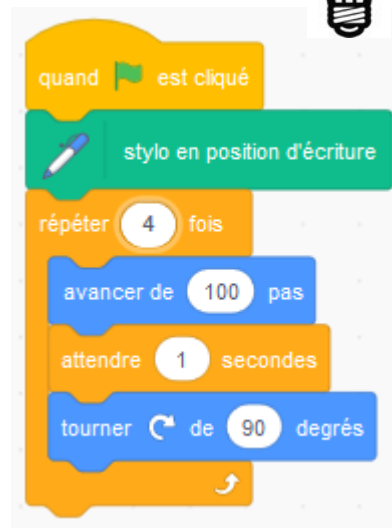 quand est cliqué
stylo en position d'écriture
répéter 4 fois
avancer de 100 pas
attendre 1 secondes
tourner de 90 degrés